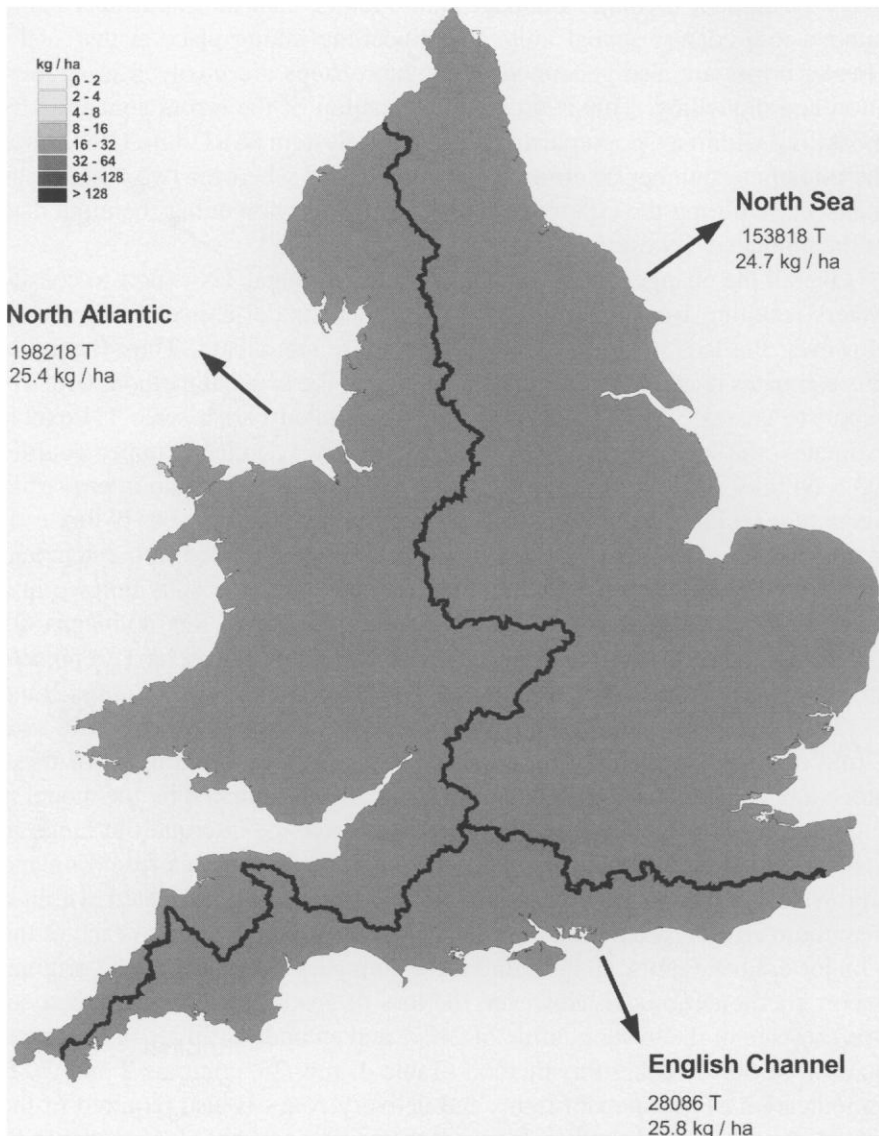 kg / ha
0 - 2
2 - 4
4 - 8
8 - 16
16 - 32
32 - 64
64 - 128
> 128
North Sea
153818 T
24.7 kg / ha
North Atlantic
198218 T
25.4 kg / ha
English Channel
28086 T
25.8 kg / ha